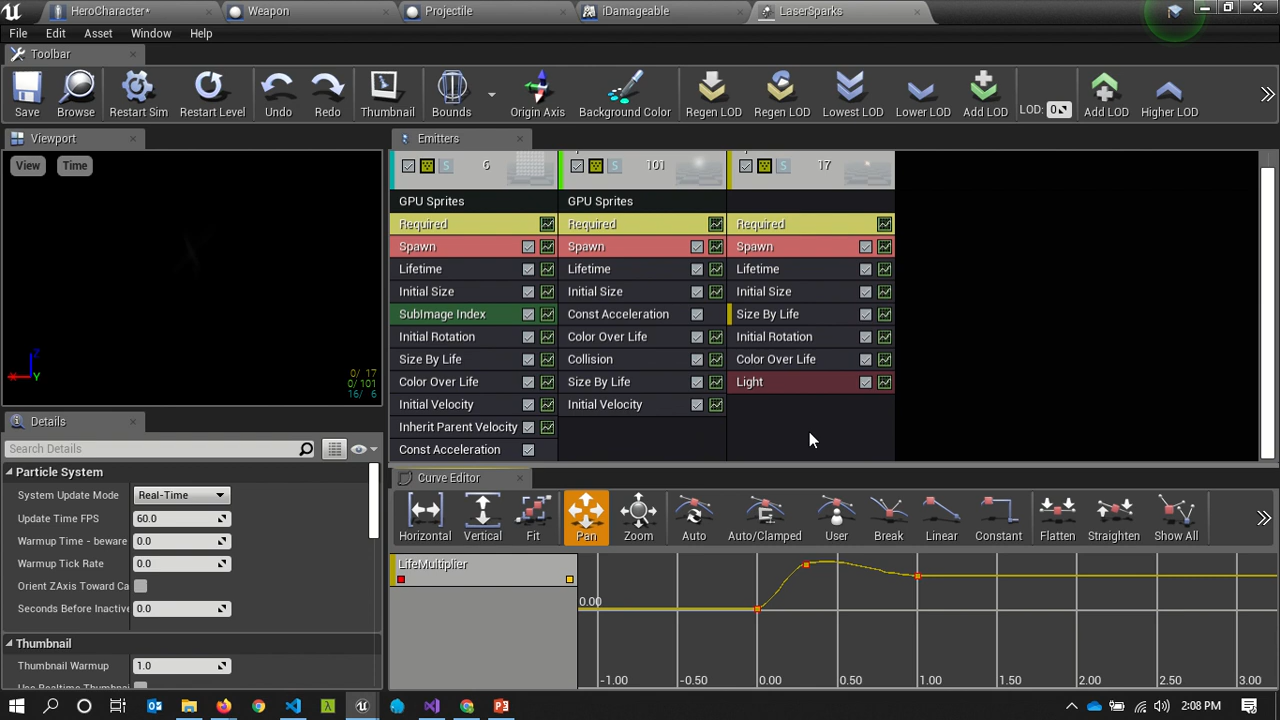 HeroCharacter* Weapon Projectile iDamageable LaserSparks
File Edit Asset Window Help
Toolbar
Save Browse Restart Sim Restart Level Undo Redo Thumbnail Bounds Origin Axis Background Color Regen LOD Regen LOD Lowest LOD Lower LOD Add LOD LOD: 0 Add LOD Higher LOD
Viewport
View Time
Z
X Y
0/ 17
0/101
16/ 6
Emitters
S 6 S 101 S 17
GPU Sprites GPU Sprites
Required Required Required
Spawn Spawn Spawn
Lifetime Lifetime Lifetime
Initial Size Initial Size Initial Size
SubImage Index Const Acceleration Size By Life
Initial Rotation Color Over Life Initial Rotation
Size By Life Collision Color Over Life
Color Over Life Size By Life Light
Initial Velocity Initial Velocity
Inherit Parent Velocity
Const Acceleration
Details
Search Details
Particle System
System Update Mode Real-Time
Update Time FPS 60.0
Warmup Time - beware 0.0
Warmup Tick Rate 0.0
Orient ZAxis Toward Ca
Seconds Before Inactive 0.0
Thumbnail
Thumbnail Warmup 1.0
Use Realtime Thumbna
Curve Editor
Horizontal Vertical Fit Pan Zoom Auto Auto/Clamped User Break Linear Constant Flatten Straighten Show All
LifeMultiplier
0.00
-1.00 -0.50 0.00 0.50 1.00 1.50 2.00 2.50 3.00
2:08 PM